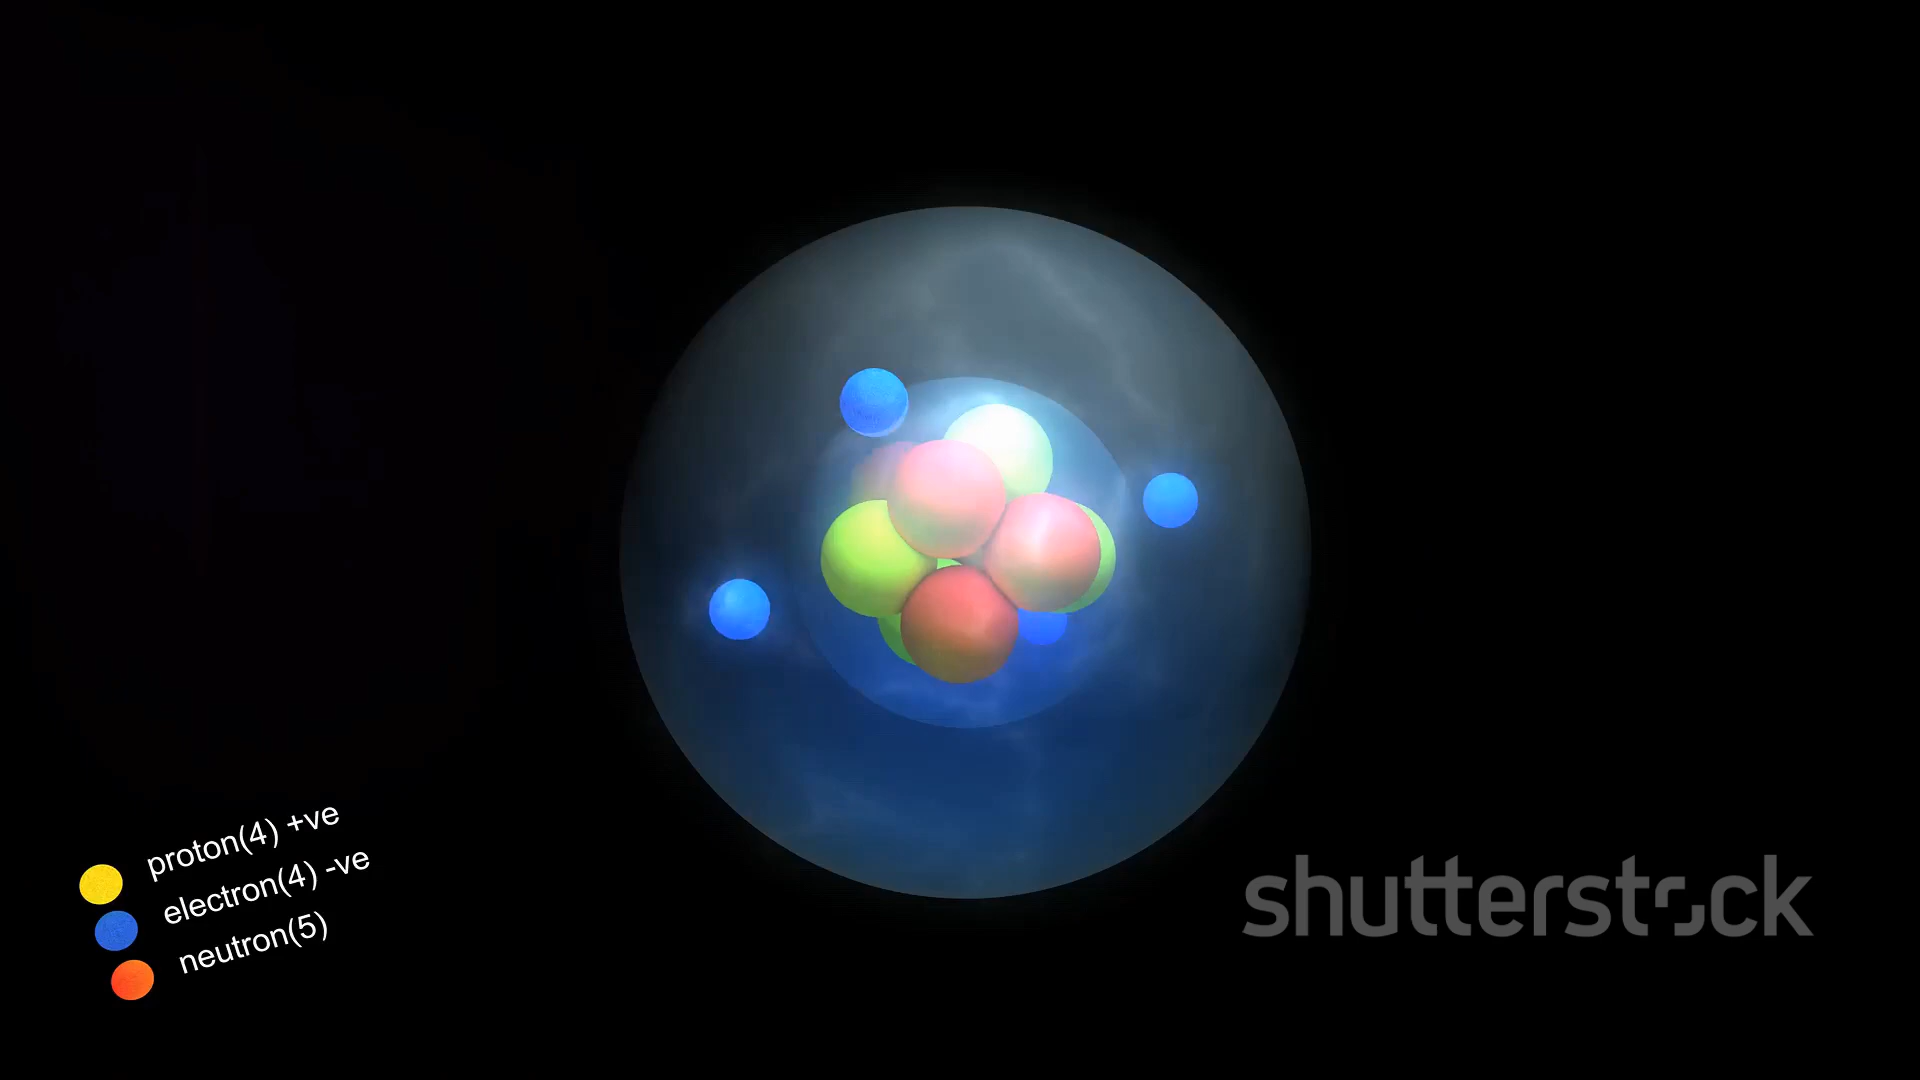 proton(4) +ve
electron(4) -ve
neutron(5)
shutterstock